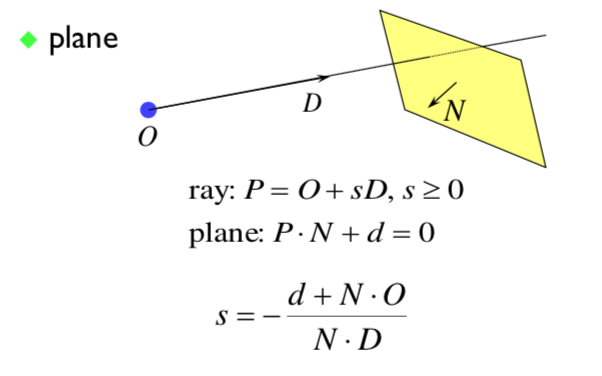 ◆ plane
D
N
O
ray: P = O + sD, s ≥ 0
plane: P · N + d = 0
s = − (d + N · O) / (N · D)